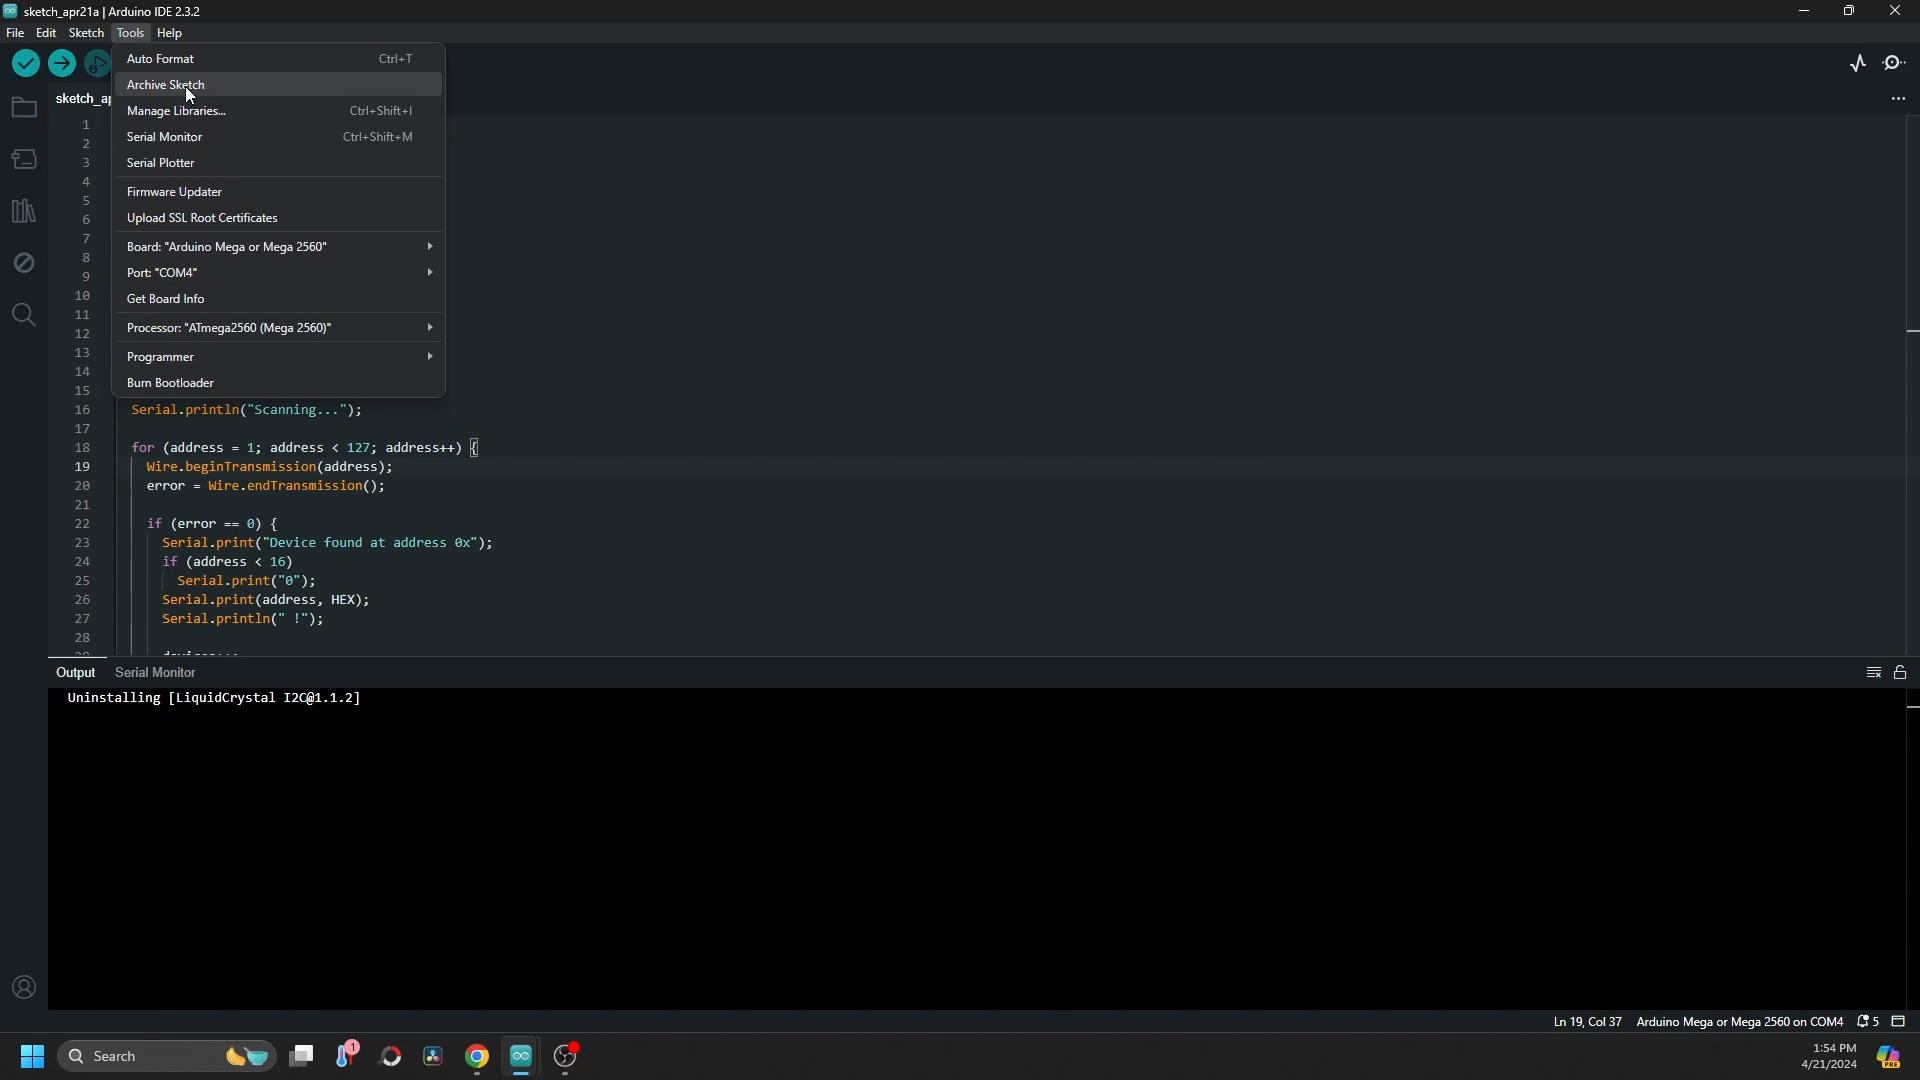 sketch_apr21a | Arduino IDE 2.3.2
File Edit Sketch Tools Help
Auto Format Ctrl+T
Archive Sketch
sketch_a
Manage Libraries... Ctrl+Shift+I
Serial Monitor Ctrl+Shift+M
Serial Plotter
Firmware Updater
Upload SSL Root Certificates
Board: "Arduino Mega or Mega 2560"
Port: "COM4"
Get Board Info
Processor: "ATmega2560 (Mega 2560)"
Programmer
Burn Bootloader
1
2
3
4
5
6
7
8
9
10
11
12
13
14
15
16 Serial.println("Scanning...");
17
18 for (address = 1; address < 127; address++) {
19 Wire.beginTransmission(address);
20 error = Wire.endTransmission();
21
22 if (error == 0) {
23 Serial.print("Device found at address 0x");
24 if (address < 16)
25 Serial.print("0");
26 Serial.print(address, HEX);
27 Serial.println(" !");
28
Output Serial Monitor
Uninstalling [LiquidCrystal I2C@1.1.2]
Ln 19, Col 37 Arduino Mega or Mega 2560 on COM4 5
Search
1
1:54 PM
4/21/2024
PRE